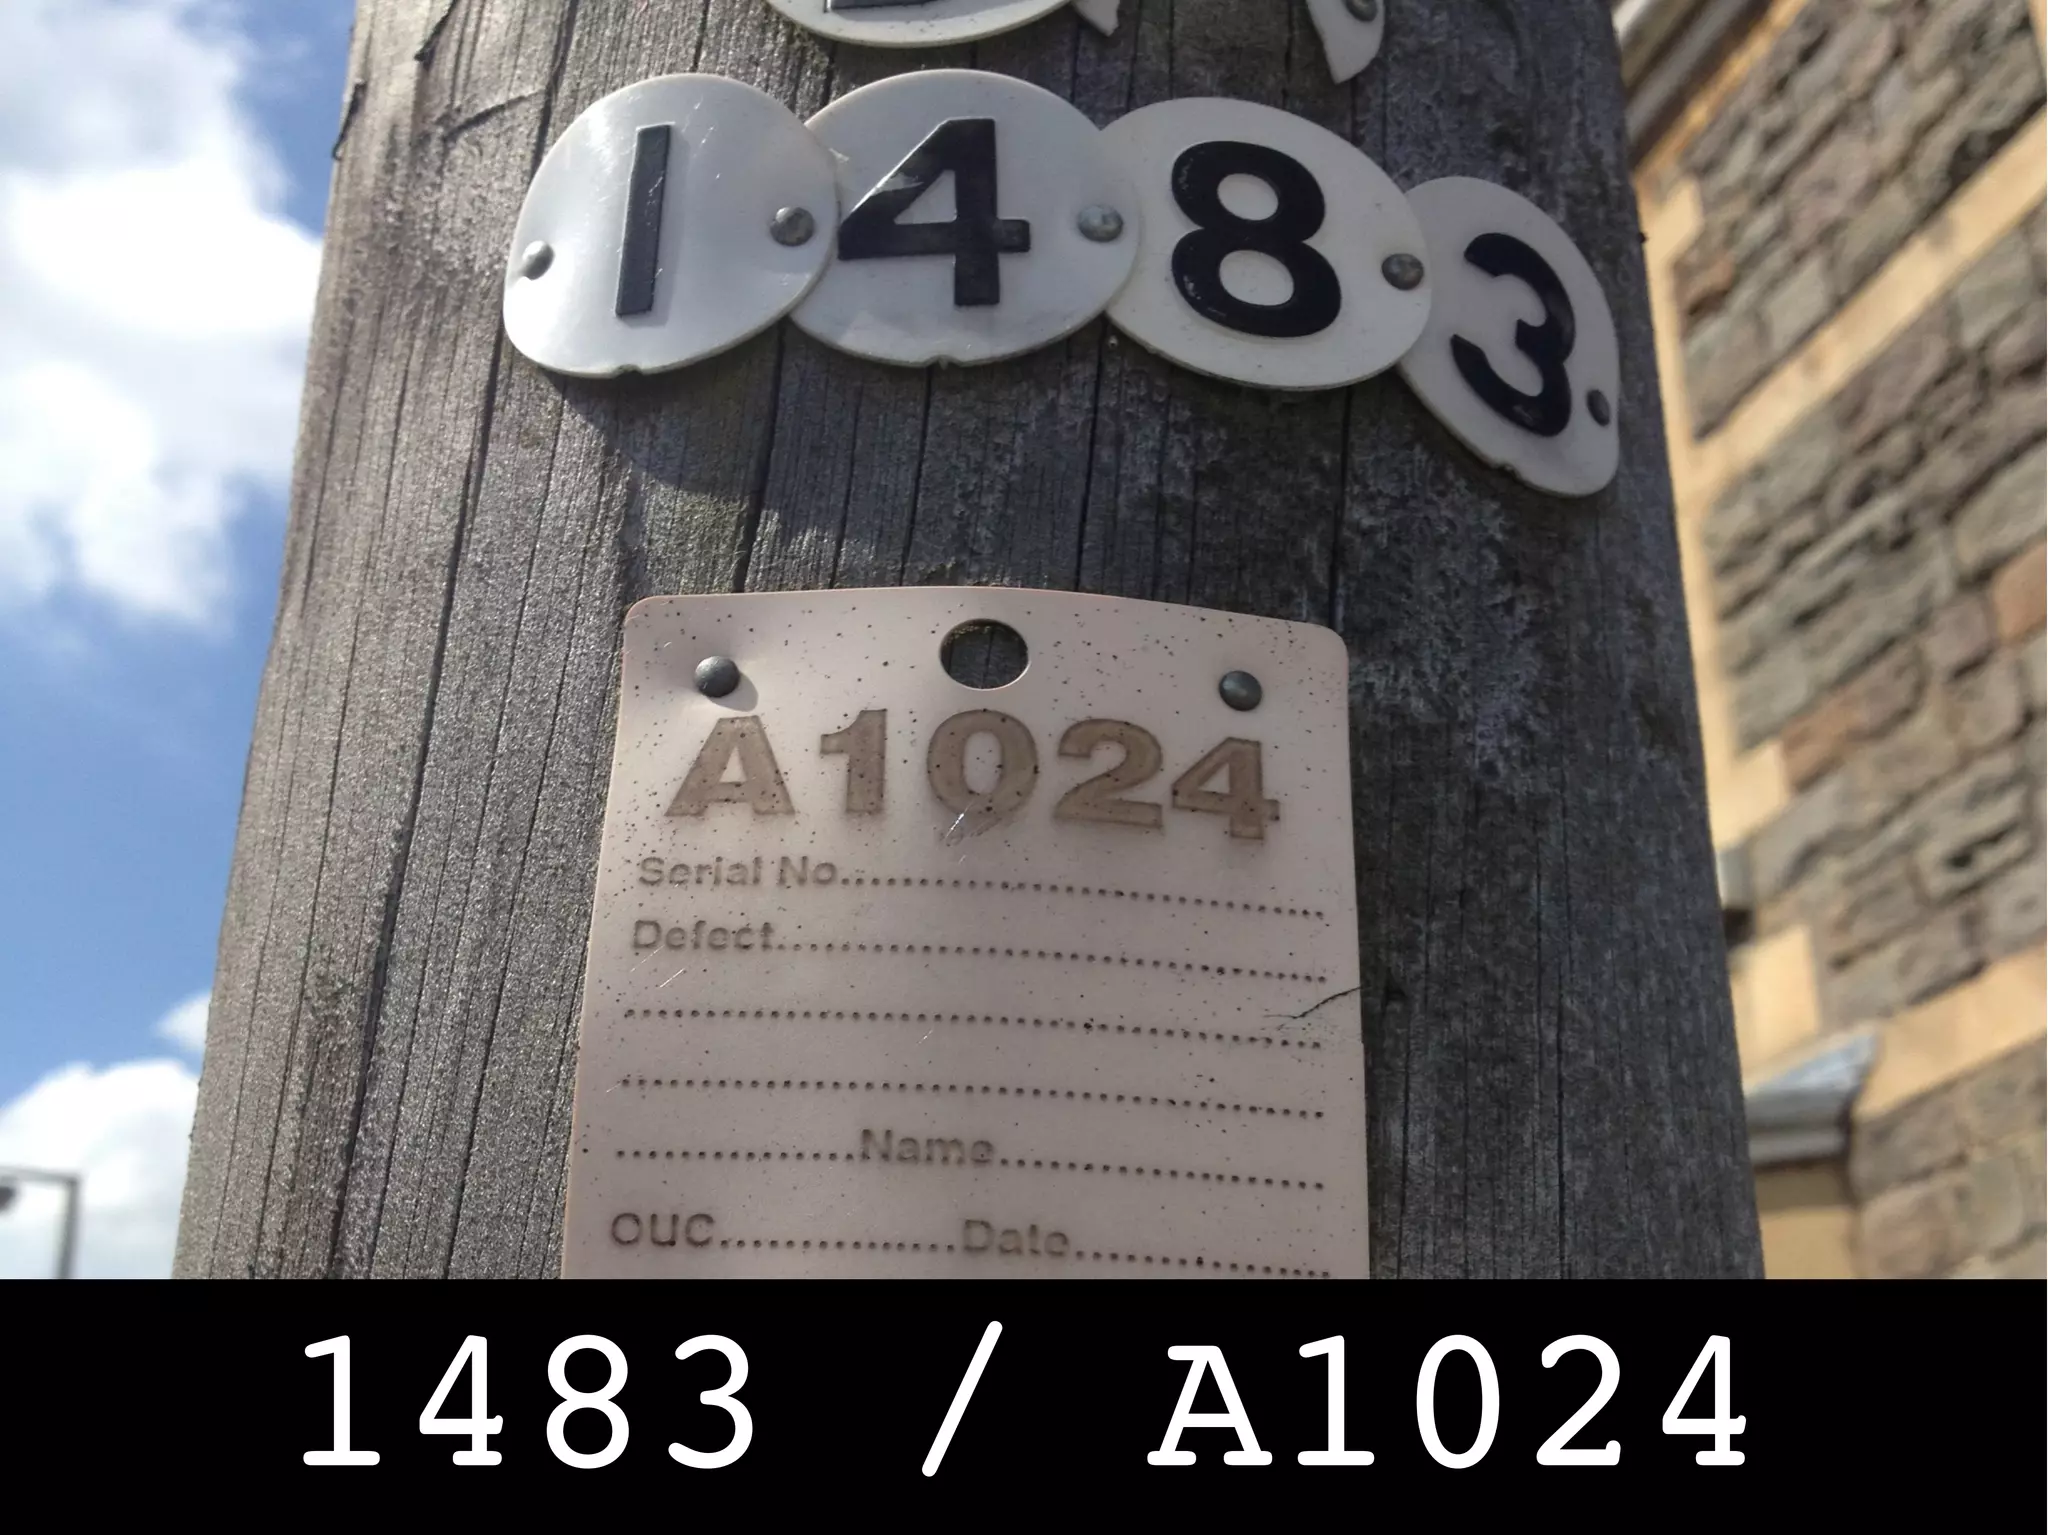 1483
A1024
Serial No..............................
Defect..............................
..............................
..............................
...............Name....................
OUC...............Date................
1483 / A1024